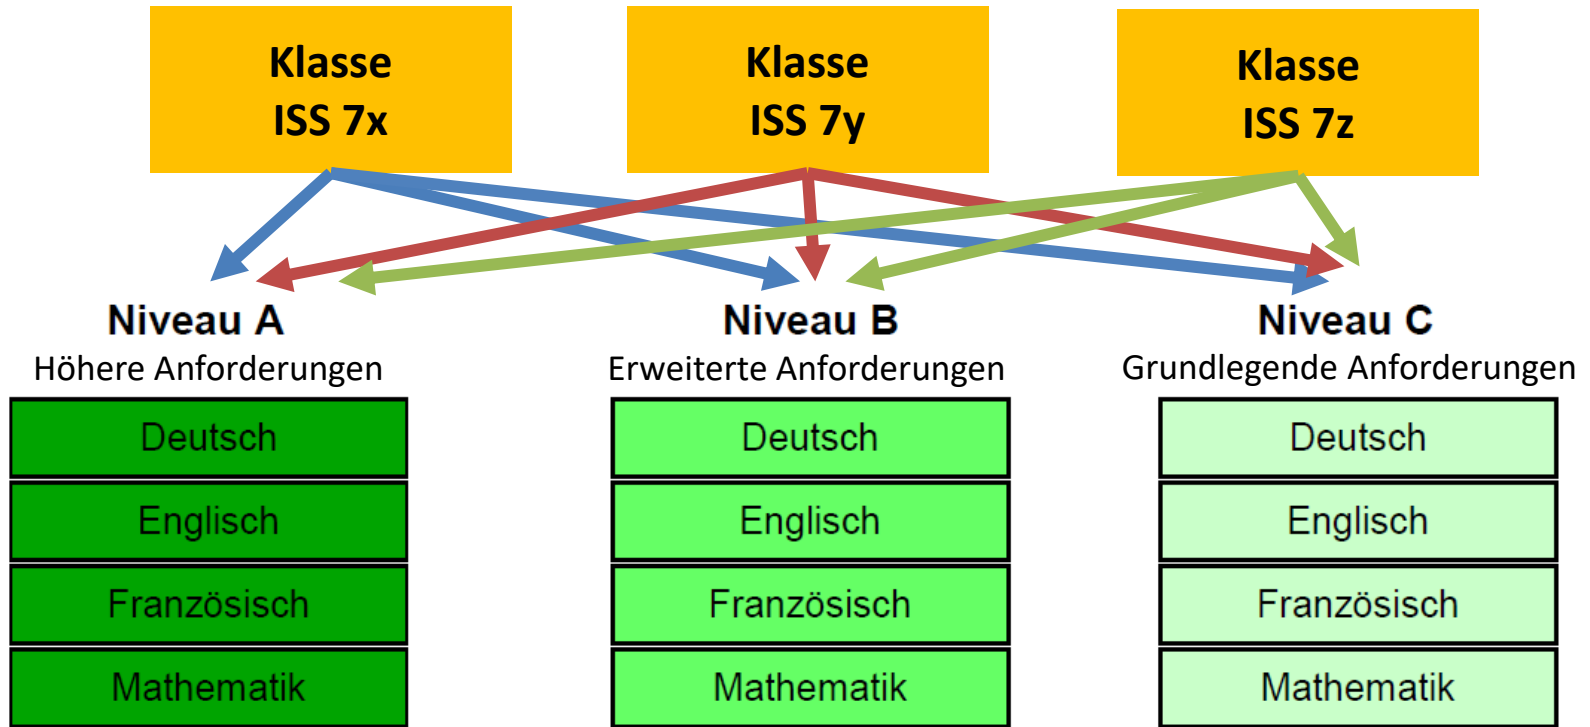 Klasse
ISS 7x
Klasse
ISS 7y
Klasse
ISS 7z
Niveau A
Höhere Anforderungen
Deutsch
Englisch
Französisch
Mathematik
Niveau B
Erweiterte Anforderungen
Deutsch
Englisch
Französisch
Mathematik
Niveau C
Grundlegende Anforderungen
Deutsch
Englisch
Französisch
Mathematik